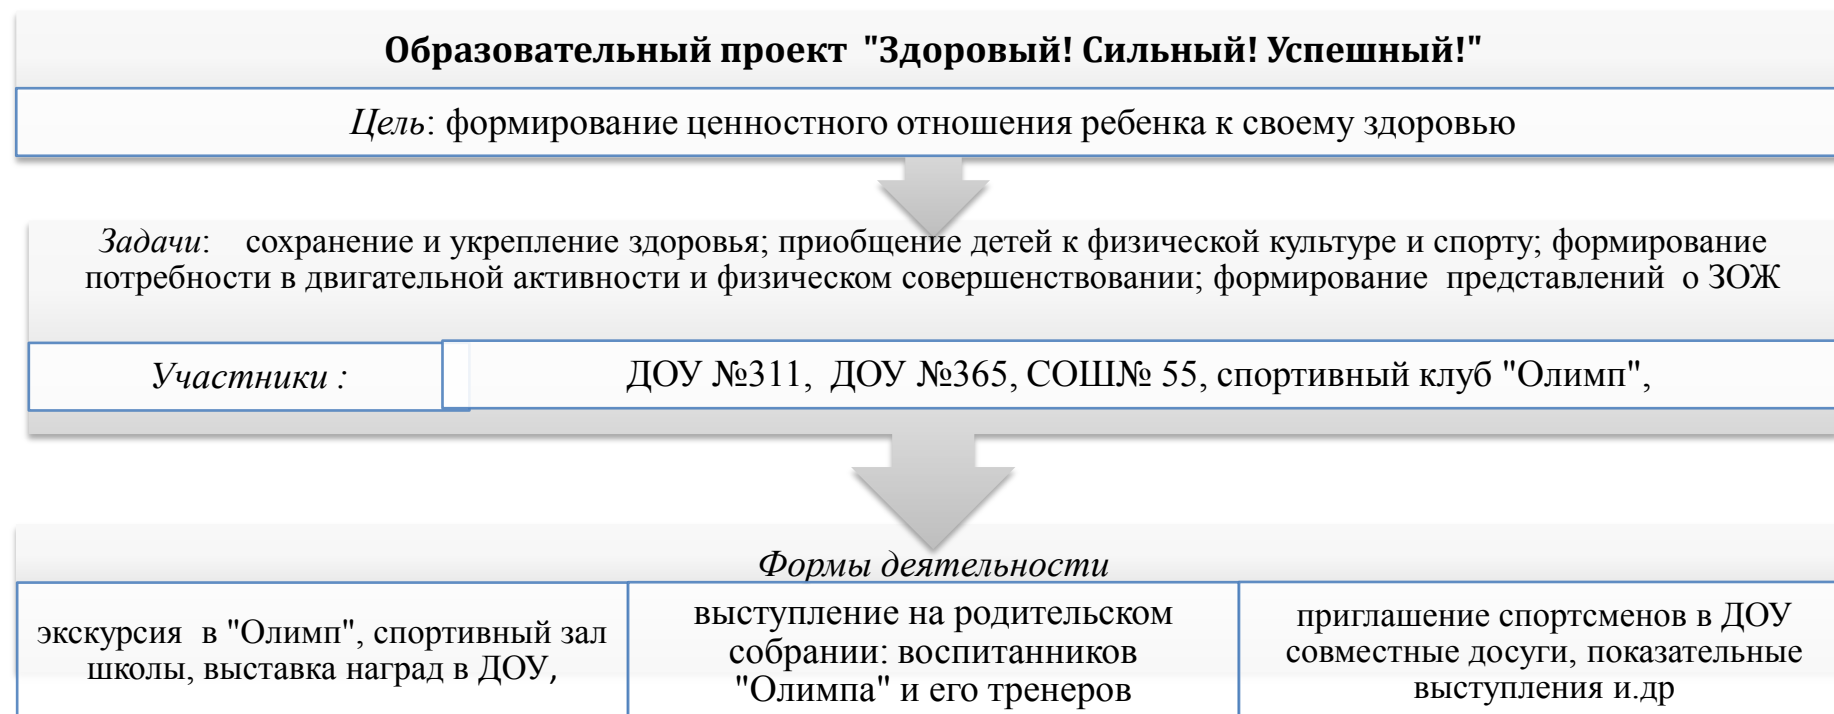 Образовательный проект "Здоровый! Сильный! Успешный!"
Цель: формирование ценностного отношения ребенка к своему здоровью
Задачи: сохранение и укрепление здоровья; приобщение детей к физической культуре и спорту; формирование
потребности в двигательной активности и физическом совершенствовании; формирование представлений о ЗОЖ
Участники :
ДОУ №311, ДОУ №365, СОШ№ 55, спортивный клуб "Олимп",
Формы деятельности
экскурсия в "Олимп", спортивный зал
школы, выставка наград в ДОУ,
выступление на родительском
собрании: воспитанников
"Олимпа" и его тренеров
приглашение спортсменов в ДОУ
совместные досуги, показательные
выступления и.др